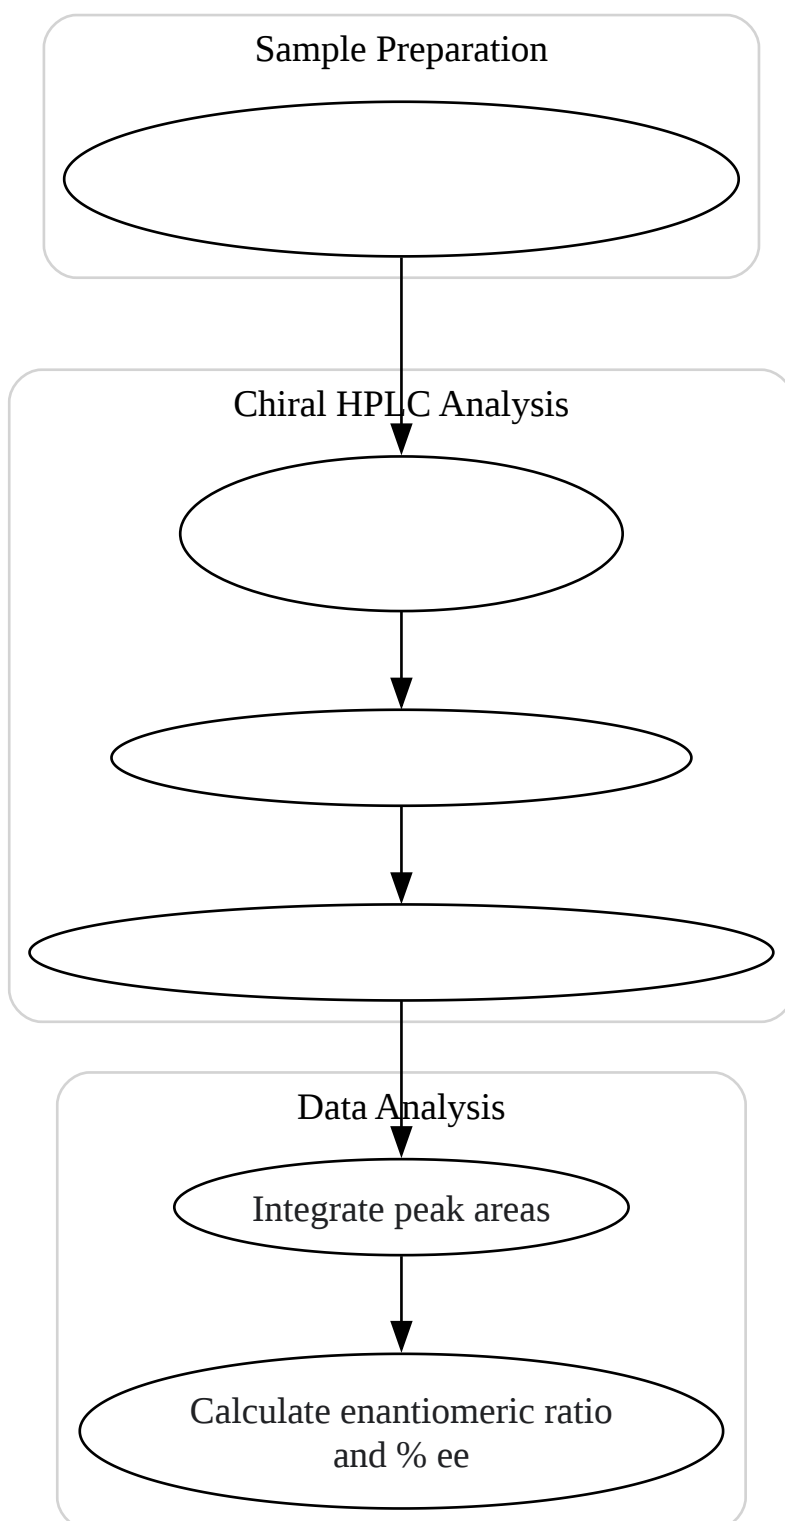 Sample Preparation
Chiral HPLC Analysis
Data Analysis
Integrate peak areas
Calculate enantiomeric ratio
and % ee